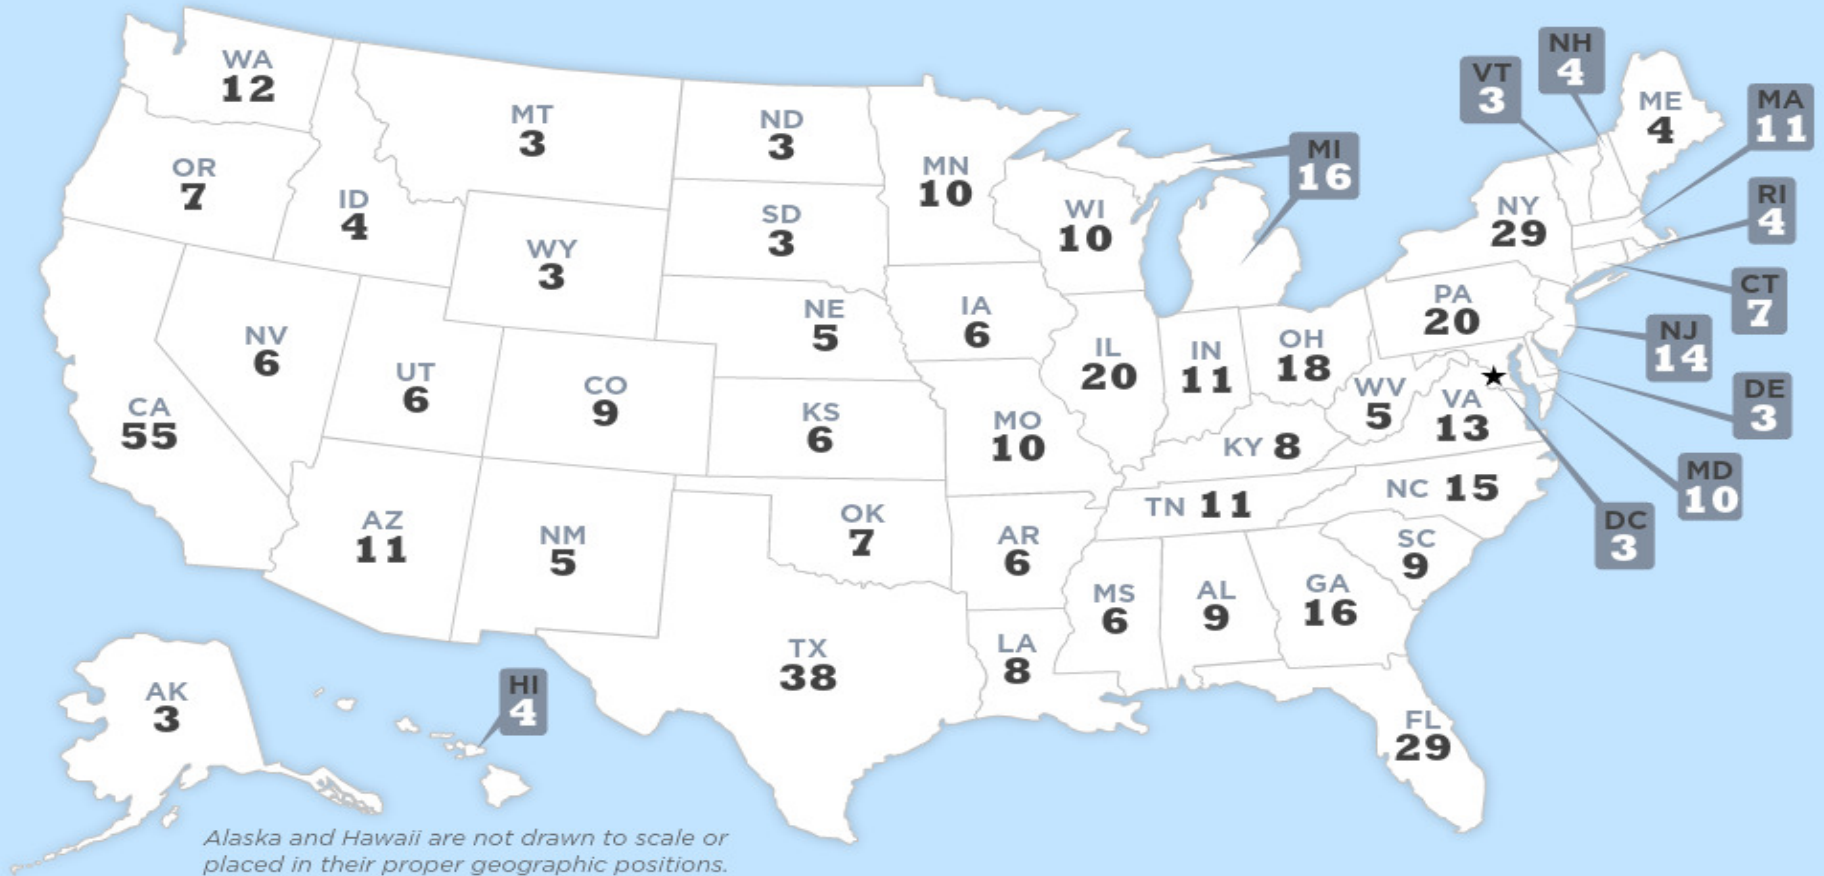 WA
12
OR
7
CA
55
NV
6
ID
4
MT
3
WY
3
UT
6
AZ
11
CO
9
NM
5
ND
3
SD
3
NE
5
KS
6
OK
7
TX
38
MN
10
IA
6
MO
10
AR
6
LA
8
WI
10
IL
20
MI
16
IN
11
OH
18
KY 8
TN 11
MS
6
AL
9
GA
16
FL
29
SC
9
NC 15
VA
13
WV
5
PA
20
NY
29
VT
3
NH
4
ME
4
MA
11
RI
4
CT
7
NJ
14
DE
3
MD
10
DC
3
AK
3
HI
4
Alaska and Hawaii are not drawn to scale or
placed in their proper geographic positions.